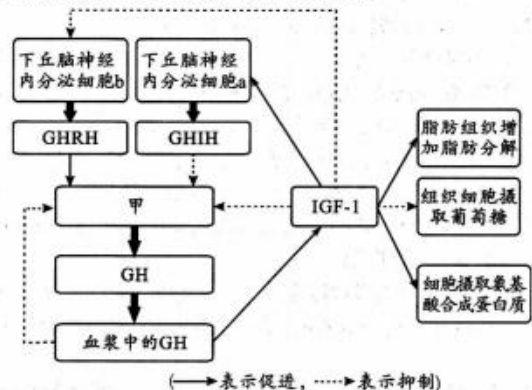 下丘脑神经
内分泌细胞b
下丘脑神经
内分泌细胞a
GHRH
GHIH
脂肪组织增
加脂肪分解
甲
IGF-1
组织细胞摄
取葡萄糖
GH
细胞摄取氨基
酸合成蛋白质
血浆中的GH
(→表示促进，┈▸表示抑制)